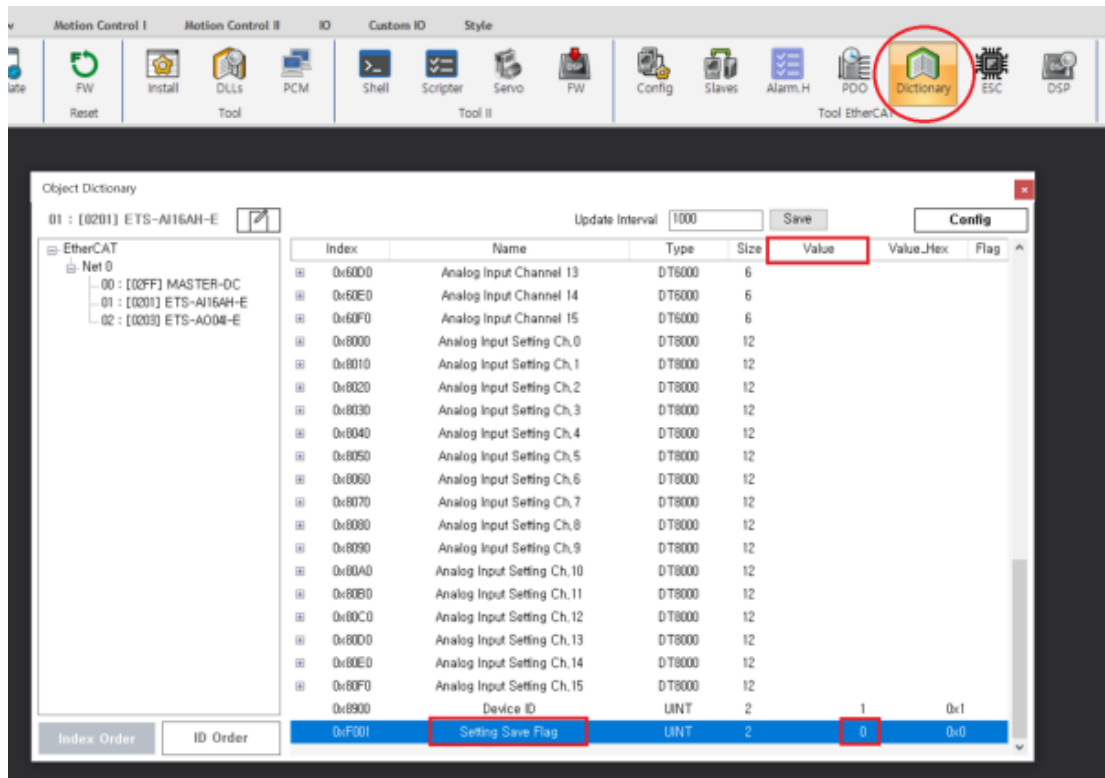 Motion Control I Motion Control II IO Custom IO Style
FW Install DLLs PCM Shell Scripter Servo FW Config Slaves Alarm.H PDO Dictionary ESC DSP
Reset Tool Tool II Tool EtherCAT
Object Dictionary
01 : [0201] ETS-AI16AH-E Update Interval 1000 Save Config
EtherCAT
Net 0
00 : [02FF] MASTER-DC
01 : [0201] ETS-AI16AH-E
02 : [0203] ETS-AO04I-E
Index Name Type Size Value Value_Hex Flag
0x60D0 Analog Input Channel 13 DT6000 6
0x60E0 Analog Input Channel 14 DT6000 6
0x60F0 Analog Input Channel 15 DT6000 6
0x8000 Analog Input Setting Ch.0 DT8000 12
0x8010 Analog Input Setting Ch.1 DT8000 12
0x8020 Analog Input Setting Ch.2 DT8000 12
0x8030 Analog Input Setting Ch.3 DT8000 12
0x8040 Analog Input Setting Ch.4 DT8000 12
0x8050 Analog Input Setting Ch.5 DT8000 12
0x8060 Analog Input Setting Ch.6 DT8000 12
0x8070 Analog Input Setting Ch.7 DT8000 12
0x8080 Analog Input Setting Ch.8 DT8000 12
0x8090 Analog Input Setting Ch.9 DT8000 12
0x80A0 Analog Input Setting Ch.10 DT8000 12
0x80B0 Analog Input Setting Ch.11 DT8000 12
0x80C0 Analog Input Setting Ch.12 DT8000 12
0x80D0 Analog Input Setting Ch.13 DT8000 12
0x80E0 Analog Input Setting Ch.14 DT8000 12
0x80F0 Analog Input Setting Ch.15 DT8000 12
0x8900 Device ID UINT 2 1 0x1
0xF001 Setting Save Flag UINT 2 0 0x0
Index Order ID Order